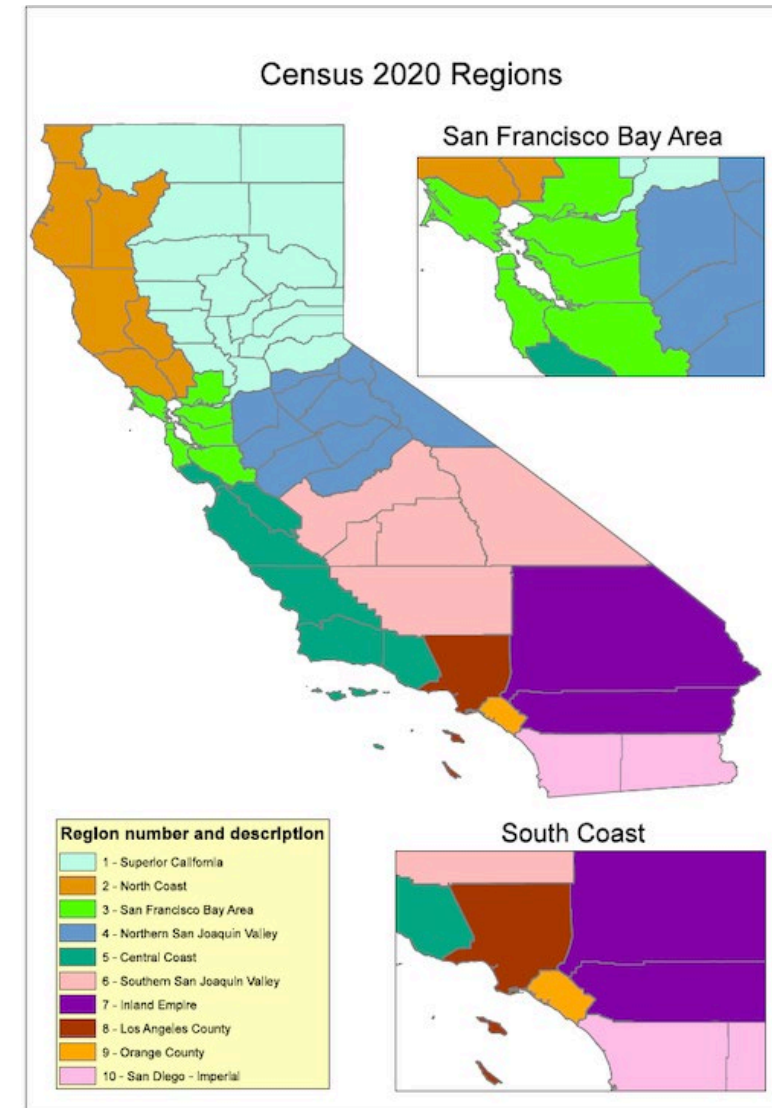 Census 2020 Regions
San Francisco Bay Area
Region number and description
1 - Superior California
2 - North Coast
3 - San Francisco Bay Area
4 - Northern San Joaquin Valley
5 - Central Coast
6 - Southern San Joaquin Valley
7 - Inland Empire
8 - Los Angeles County
9 - Orange County
10 - San Diego - Imperial
South Coast